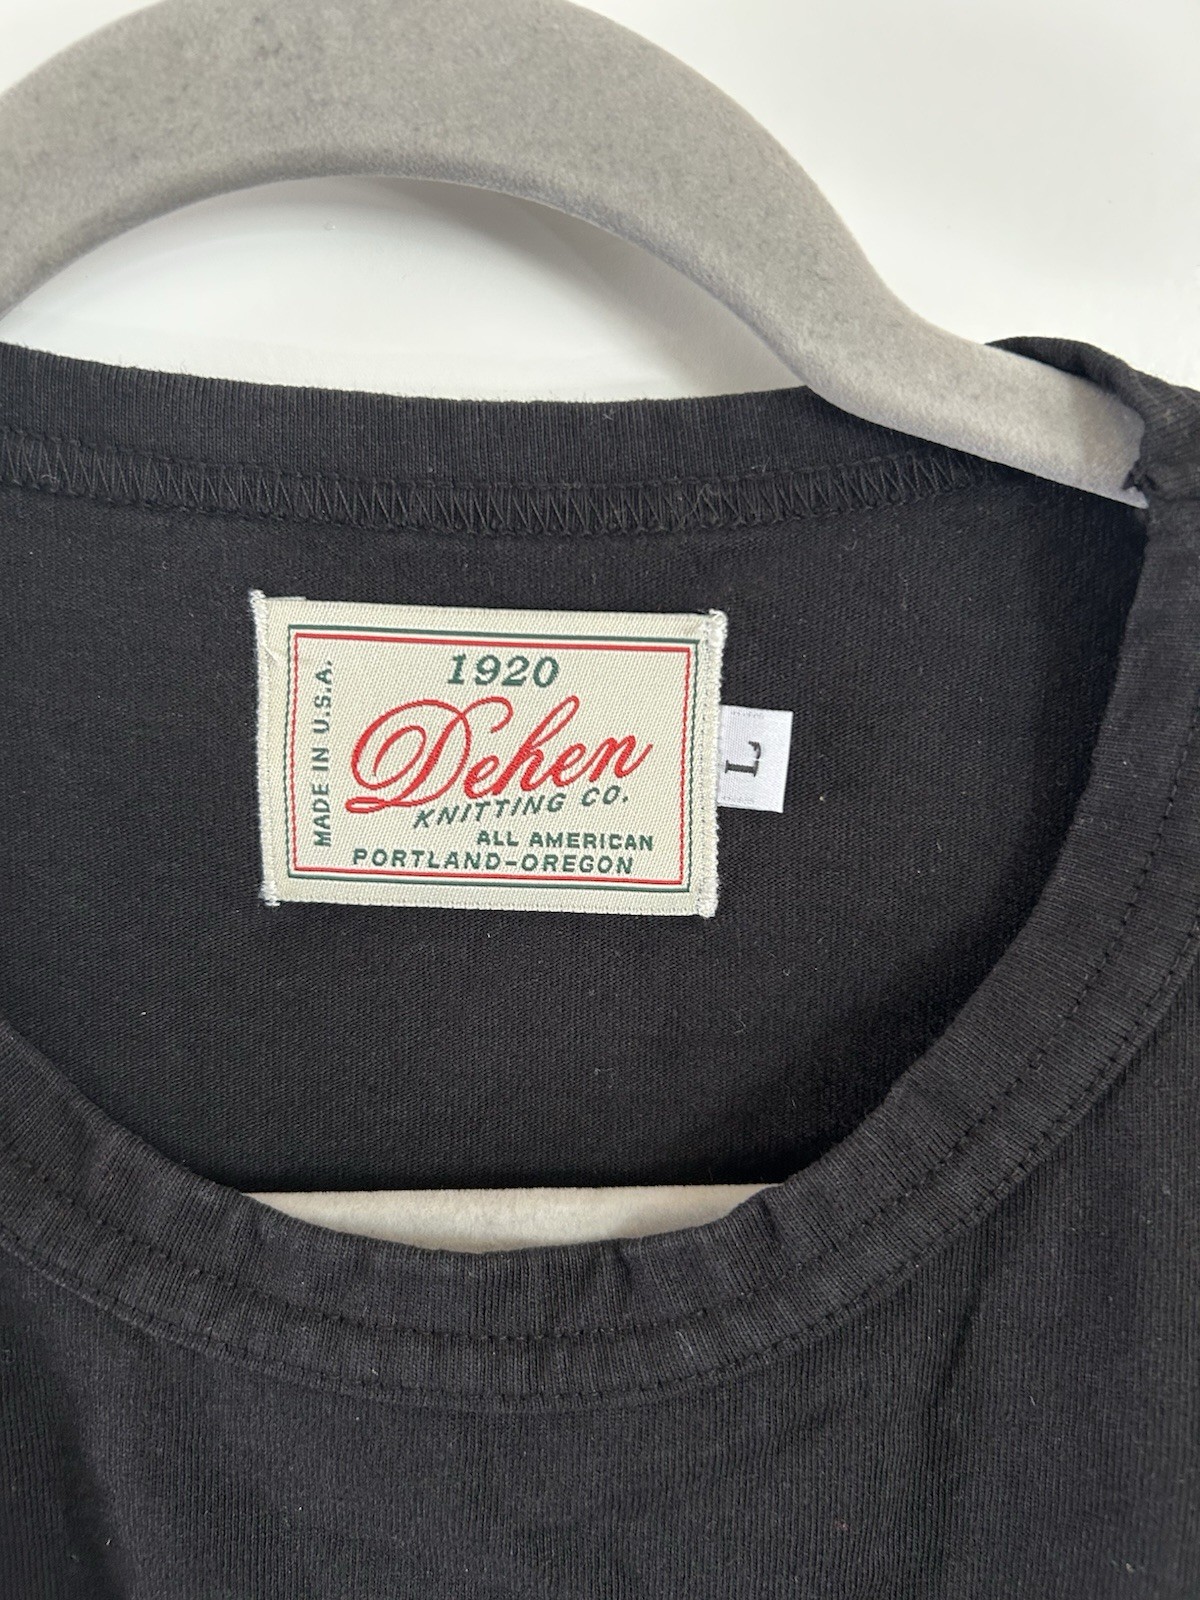 1920
Dehen
KNITTING CO.
ALL AMERICAN
PORTLAND-OREGON
MADE IN U.S.A.
L